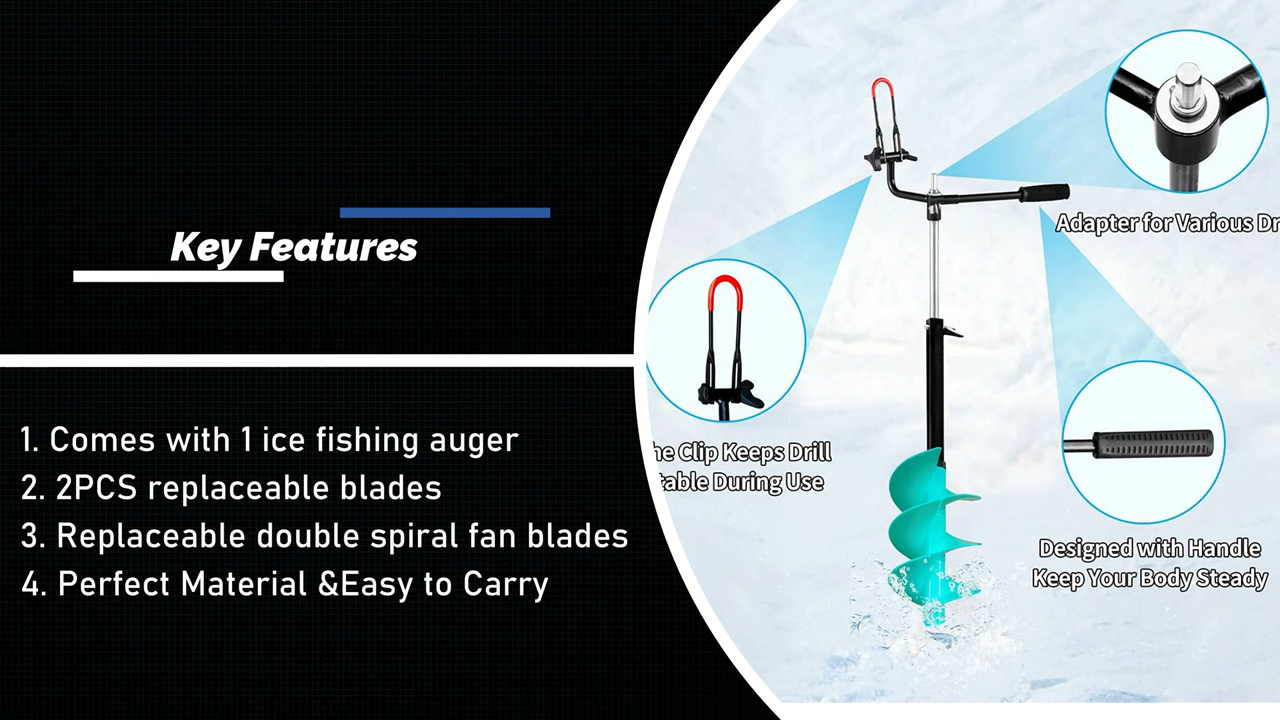 Key Features
1. Comes with 1 ice fishing auger
2. 2PCS replaceable blades
3. Replaceable double spiral fan blades
4. Perfect Material &Easy to Carry
Adapter for Various
Clip Keeps Drill
During Use
Designed with Handle
Keep Your Body Steady